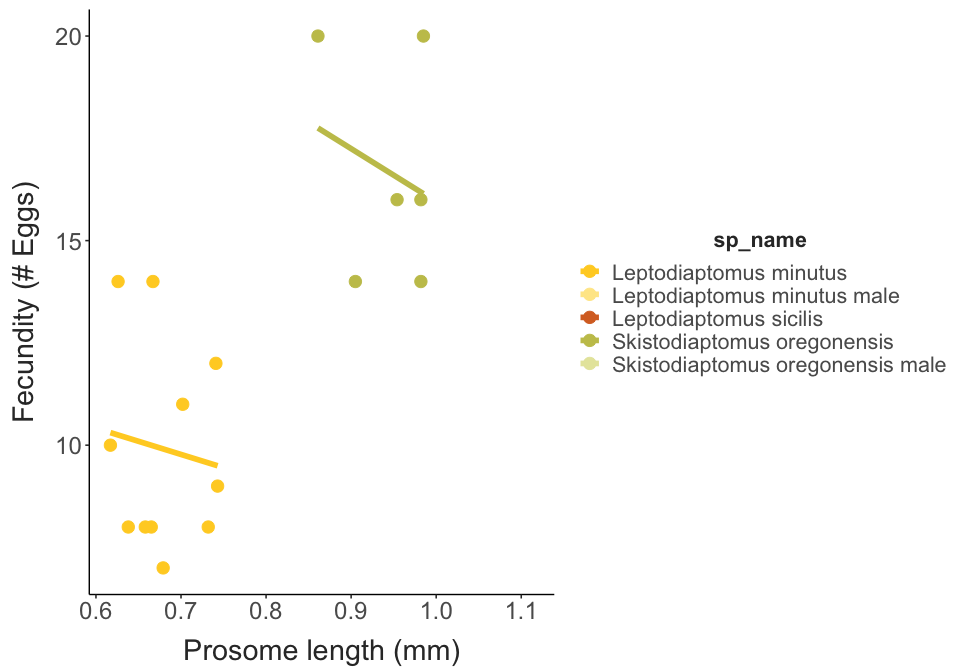 Fecundity (# Eggs)
20
15
10
0.6 0.7 0.8 0.9 1.0 1.1
Prosome length (mm)
sp_name
Leptodiaptomus minutus
Leptodiaptomus minutus male
Leptodiaptomus sicilis
Skistodiaptomus oregonensis
Skistodiaptomus oregonensis male